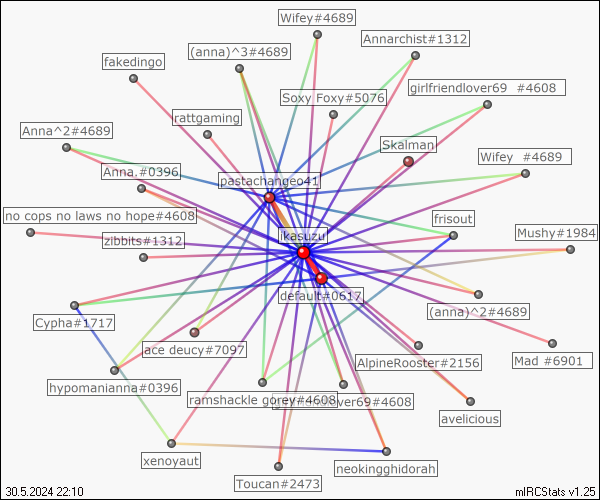 Wifey#4689
Annarchist#1312
(anna)^3#4689
fakedingo
girlfriendlover69 #4608
Soxy Foxy#5076
rattgaming
Anna^2#4689
Skalman
Wifey #4689
Anna.#0396
pastachangeo41
no cops no laws no hope#4608
frisout
Mushy#1984
zibbits#1312
ikasuzu
default#0617
(anna)^2#4689
Cypha#1717
ace deucy#7097
AlpineRooster#2156
Mad #6901
hypomanianna#0396
ramshackle gorey#4608
over69#4608
avelicious
xenoyaut
neokingghidorah
Toucan#2473
30.5.2024 22:10
mIRCStats v1.25